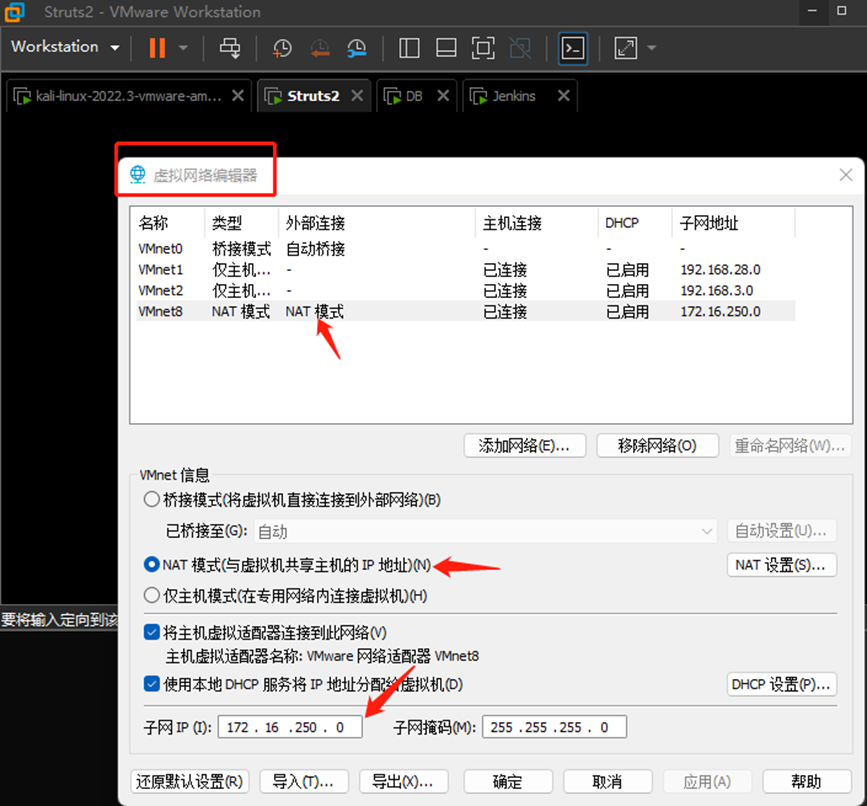 Struts2 - VMware Workstation
Workstation
kali-linux-2022.3-vmware-am... Struts2 DB Jenkins
虚拟网络编辑器
名称 类型 外部连接 主机连接 DHCP 子网地址
VMnet0 桥接模式 自动桥接 - - -
VMnet1 仅主机... - 已连接 已启用 192.168.28.0
VMnet2 仅主机... - 已连接 已启用 192.168.3.0
VMnet8 NAT 模式 NAT 模式 已连接 已启用 172.16.250.0
添加网络(E)... 移除网络(O) 重命名网络(W)...
VMnet 信息
桥接模式(将虚拟机直接连接到外部网络)(B)
已桥接至(G): 自动 自动设置(U)...
NAT 模式(与虚拟机共享主机的 IP 地址)(N) NAT 设置(S)...
仅主机模式(在专用网络内连接虚拟机)(H)
要将输入定向到该
将主机虚拟适配器连接到此网络(V)
主机虚拟适配器名称: VMware 网络适配器 VMnet8
使用本地 DHCP 服务将 IP 地址分配给虚拟机(D) DHCP 设置(P)...
子网 IP (I): 172 . 16 .250 . 0 子网掩码(M): 255 .255 .255 . 0
还原默认设置(R) 导入(T)... 导出(X)... 确定 取消 应用(A) 帮助